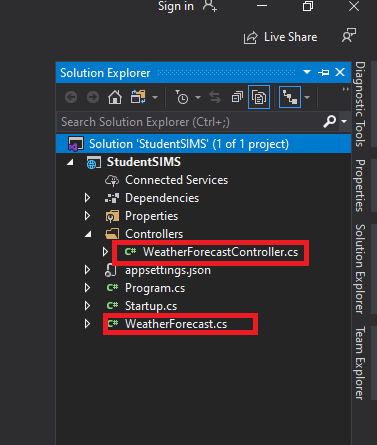 Sign in
Live Share
Solution Explorer
Search Solution Explorer (Ctrl+;)
Solution 'StudentSIMS' (1 of 1 project)
StudentSIMS
Connected Services
Dependencies
Properties
Controllers
C# WeatherForecastController.cs
appsettings.json
C# Program.cs
C# Startup.cs
C# WeatherForecast.cs
Diagnostic Tools
Properties
Solution Explorer
Team Explorer